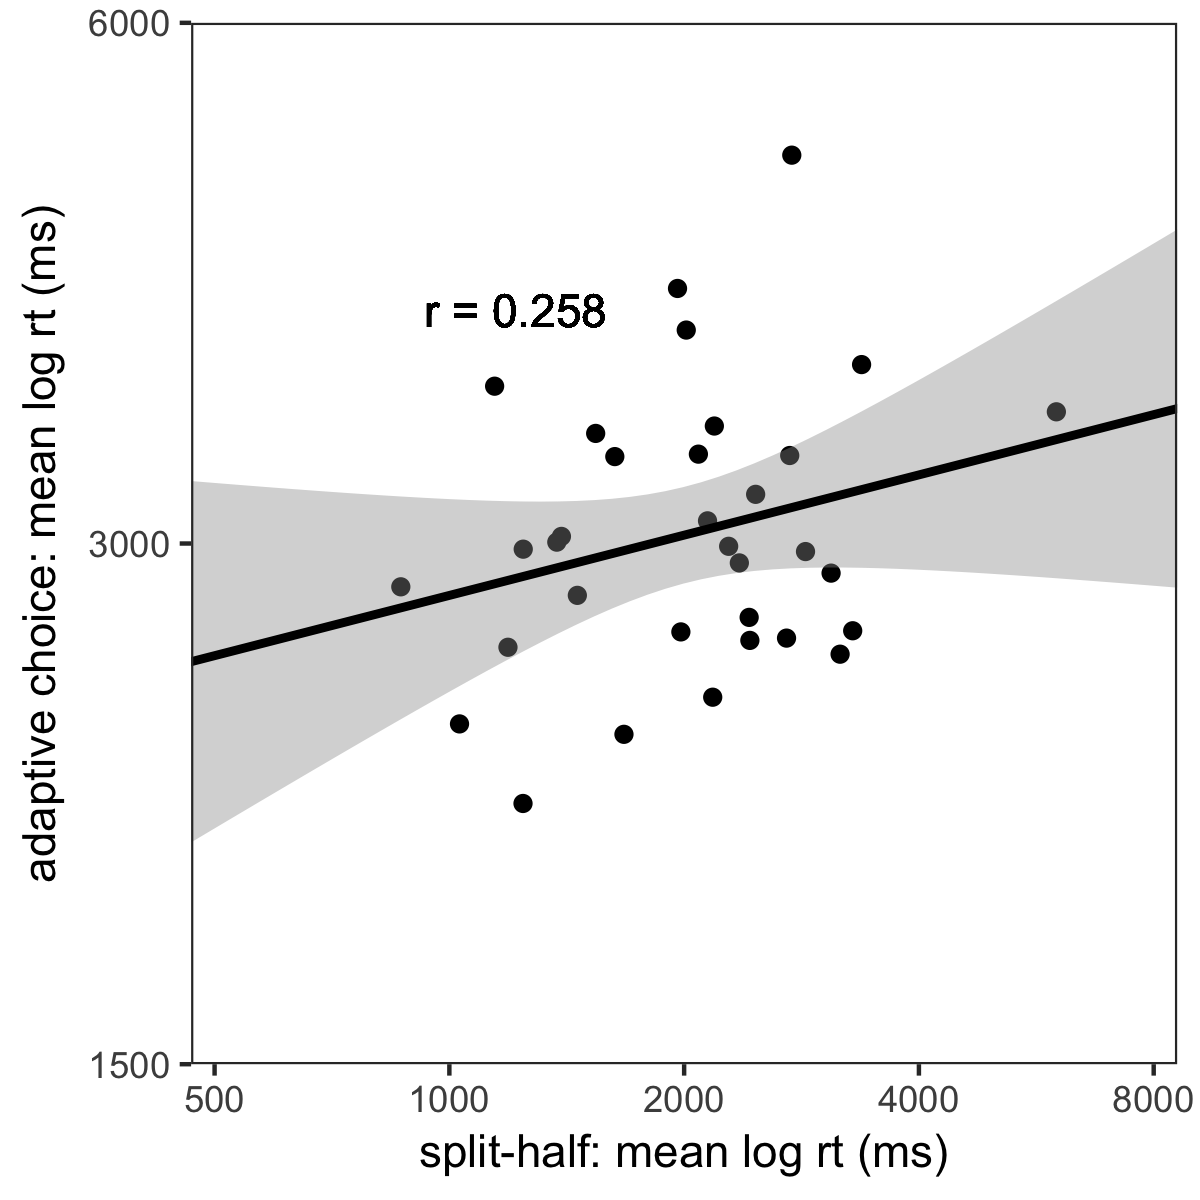 6000
3000
1500
adaptive choice: mean log rt (ms)
r = 0.258
500 1000 2000 4000 8000
split-half: mean log rt (ms)